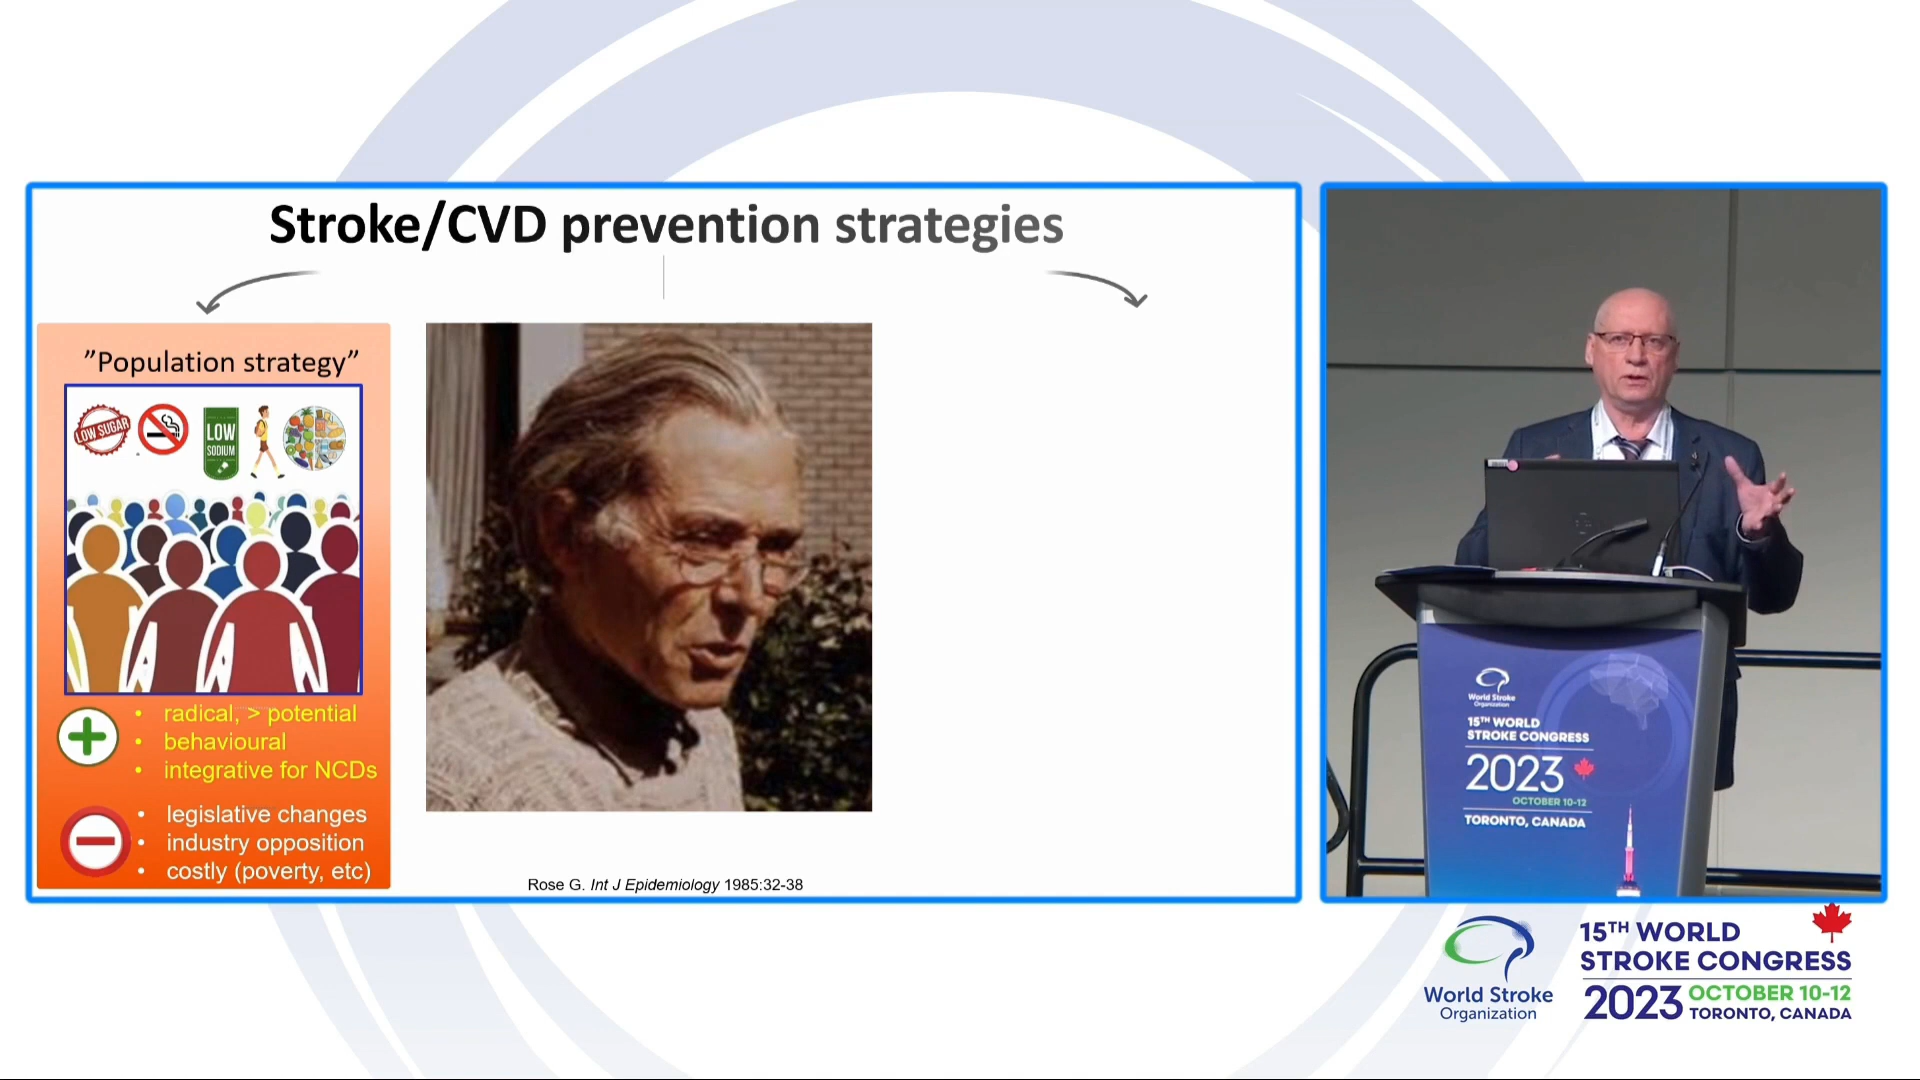 Stroke/CVD prevention strategies
”Population strategy”
LOW SUGAR
LOW
SODIUM
• radical, > potential
• behavioural
• integrative for NCDs
• legislative changes
• industry opposition
• costly (poverty, etc)
Rose G. Int J Epidemiology 1985:32-38
World Stroke
Organization
15TH WORLD
STROKE CONGRESS
2023
OCTOBER 10-12
TORONTO, CANADA
World Stroke
Organization
15TH WORLD
STROKE CONGRESS
2023 OCTOBER 10-12
TORONTO, CANADA